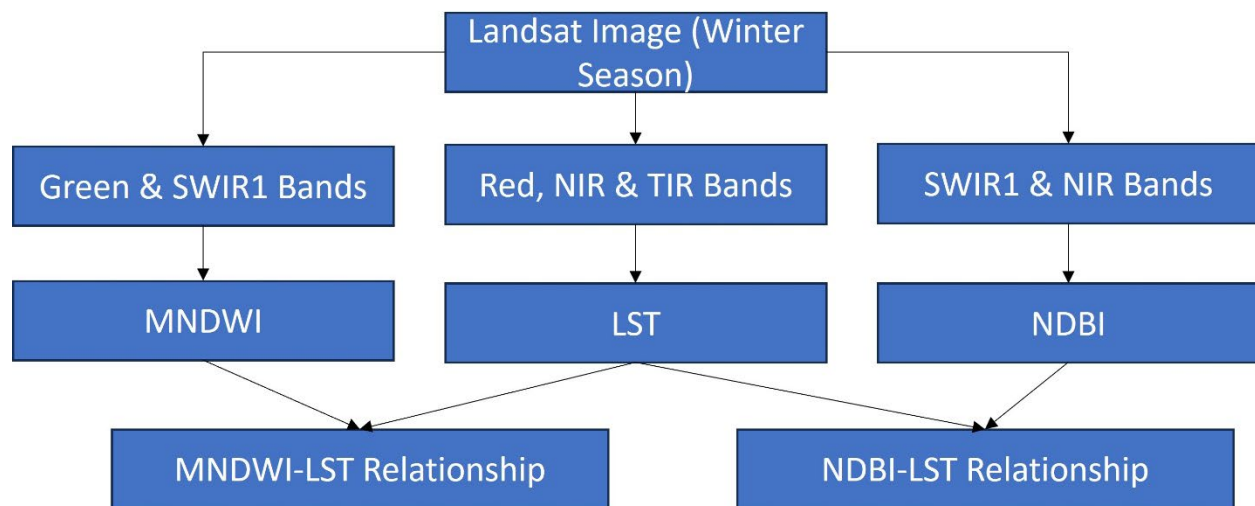 Landsat Image (Winter
Season)
Green & SWIR1 Bands
Red, NIR & TIR Bands
SWIR1 & NIR Bands
MNDWI
LST
NDBI
MNDWI-LST Relationship
NDBI-LST Relationship